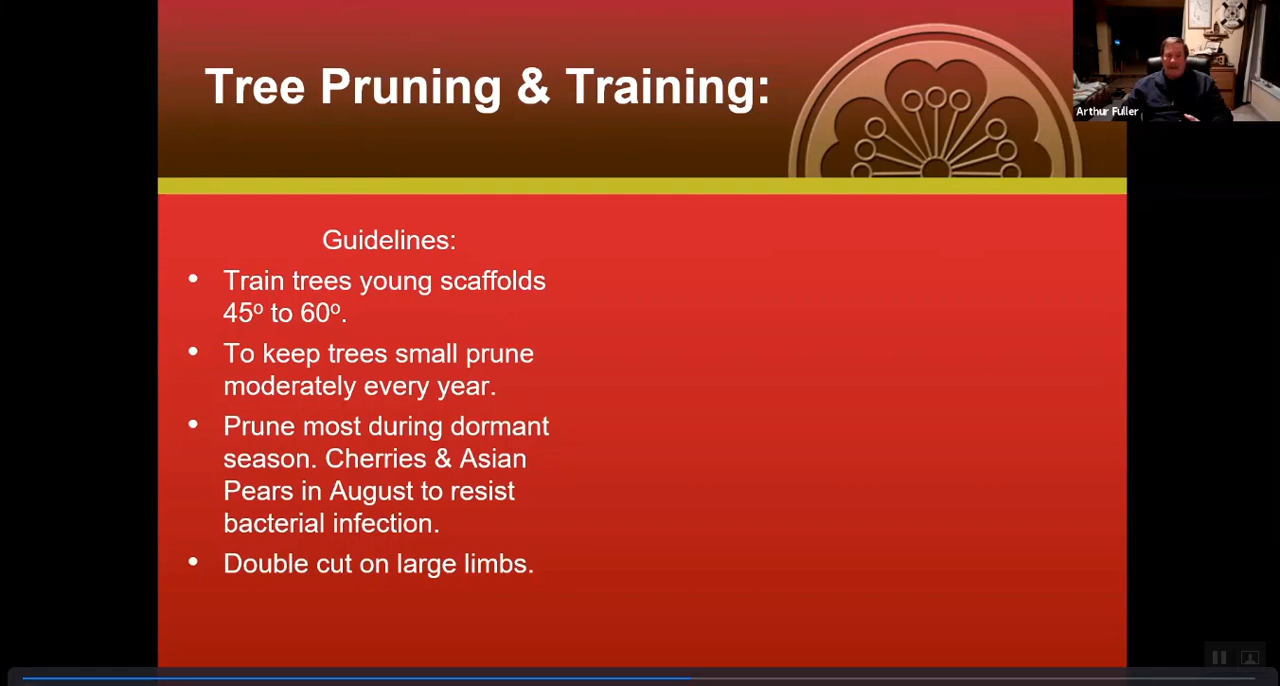 Tree Pruning & Training:
Arthur Fuller
Guidelines:
• Train trees young scaffolds
45º to 60º.
• To keep trees small prune
moderately every year.
• Prune most during dormant
season. Cherries & Asian
Pears in August to resist
bacterial infection.
• Double cut on large limbs.